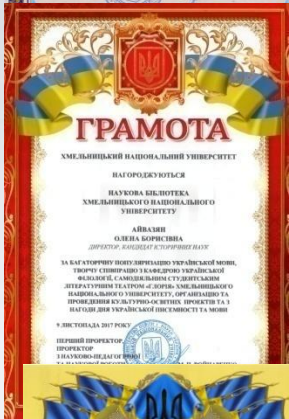 ГРАМОТА
ХМЕЛЬНИЦЬКИЙ НАЦІОНАЛЬНИЙ УНІВЕРСИТЕТ
НАГОРОДЖУЮТЬСЯ
НАУКОВА БІБЛІОТЕКА
ХМЕЛЬНИЦЬКОГО НАЦІОНАЛЬНОГО
УНІВЕРСИТЕТУ
АЙВАЗЯН
ОЛЕНА БОРИСІВНА
ДИРЕКТОР, КАНДИДАТ ІСТОРИЧНИХ НАУК
ЗА БАГАТОРІЧНУ ПОПУЛЯРИЗАЦІЮ УКРАЇНСЬКОЇ МОВИ,
ТВОРЧУ СПІВПРАЦЮ З КАФЕДРОЮ УКРАЇНСЬКОЇ
ФІЛОЛОГІЇ, САМОДІЯЛЬНИМ СТУДЕНТСЬКИМ
ЛІТЕРАТУРНИМ ТЕАТРОМ «ГЛОРІЯ» ХМЕЛЬНИЦЬКОГО
НАЦІОНАЛЬНОГО УНІВЕРСИТЕТУ, ОРГАНІЗАЦІЮ ТА
ПРОВЕДЕННЯ КУЛЬТУРНО-ОСВІТНІХ ПРОЕКТІВ ТА З
НАГОДИ ДНЯ УКРАЇНСЬКОЇ ПИСЕМНОСТІ ТА МОВИ
9 ЛИСТОПАДА 2017 РОКУ
ПЕРШИЙ ПРОРЕКТОР,
ПРОРЕКТОР
З НАУКОВО-ПЕДАГОГІЧНОЇ